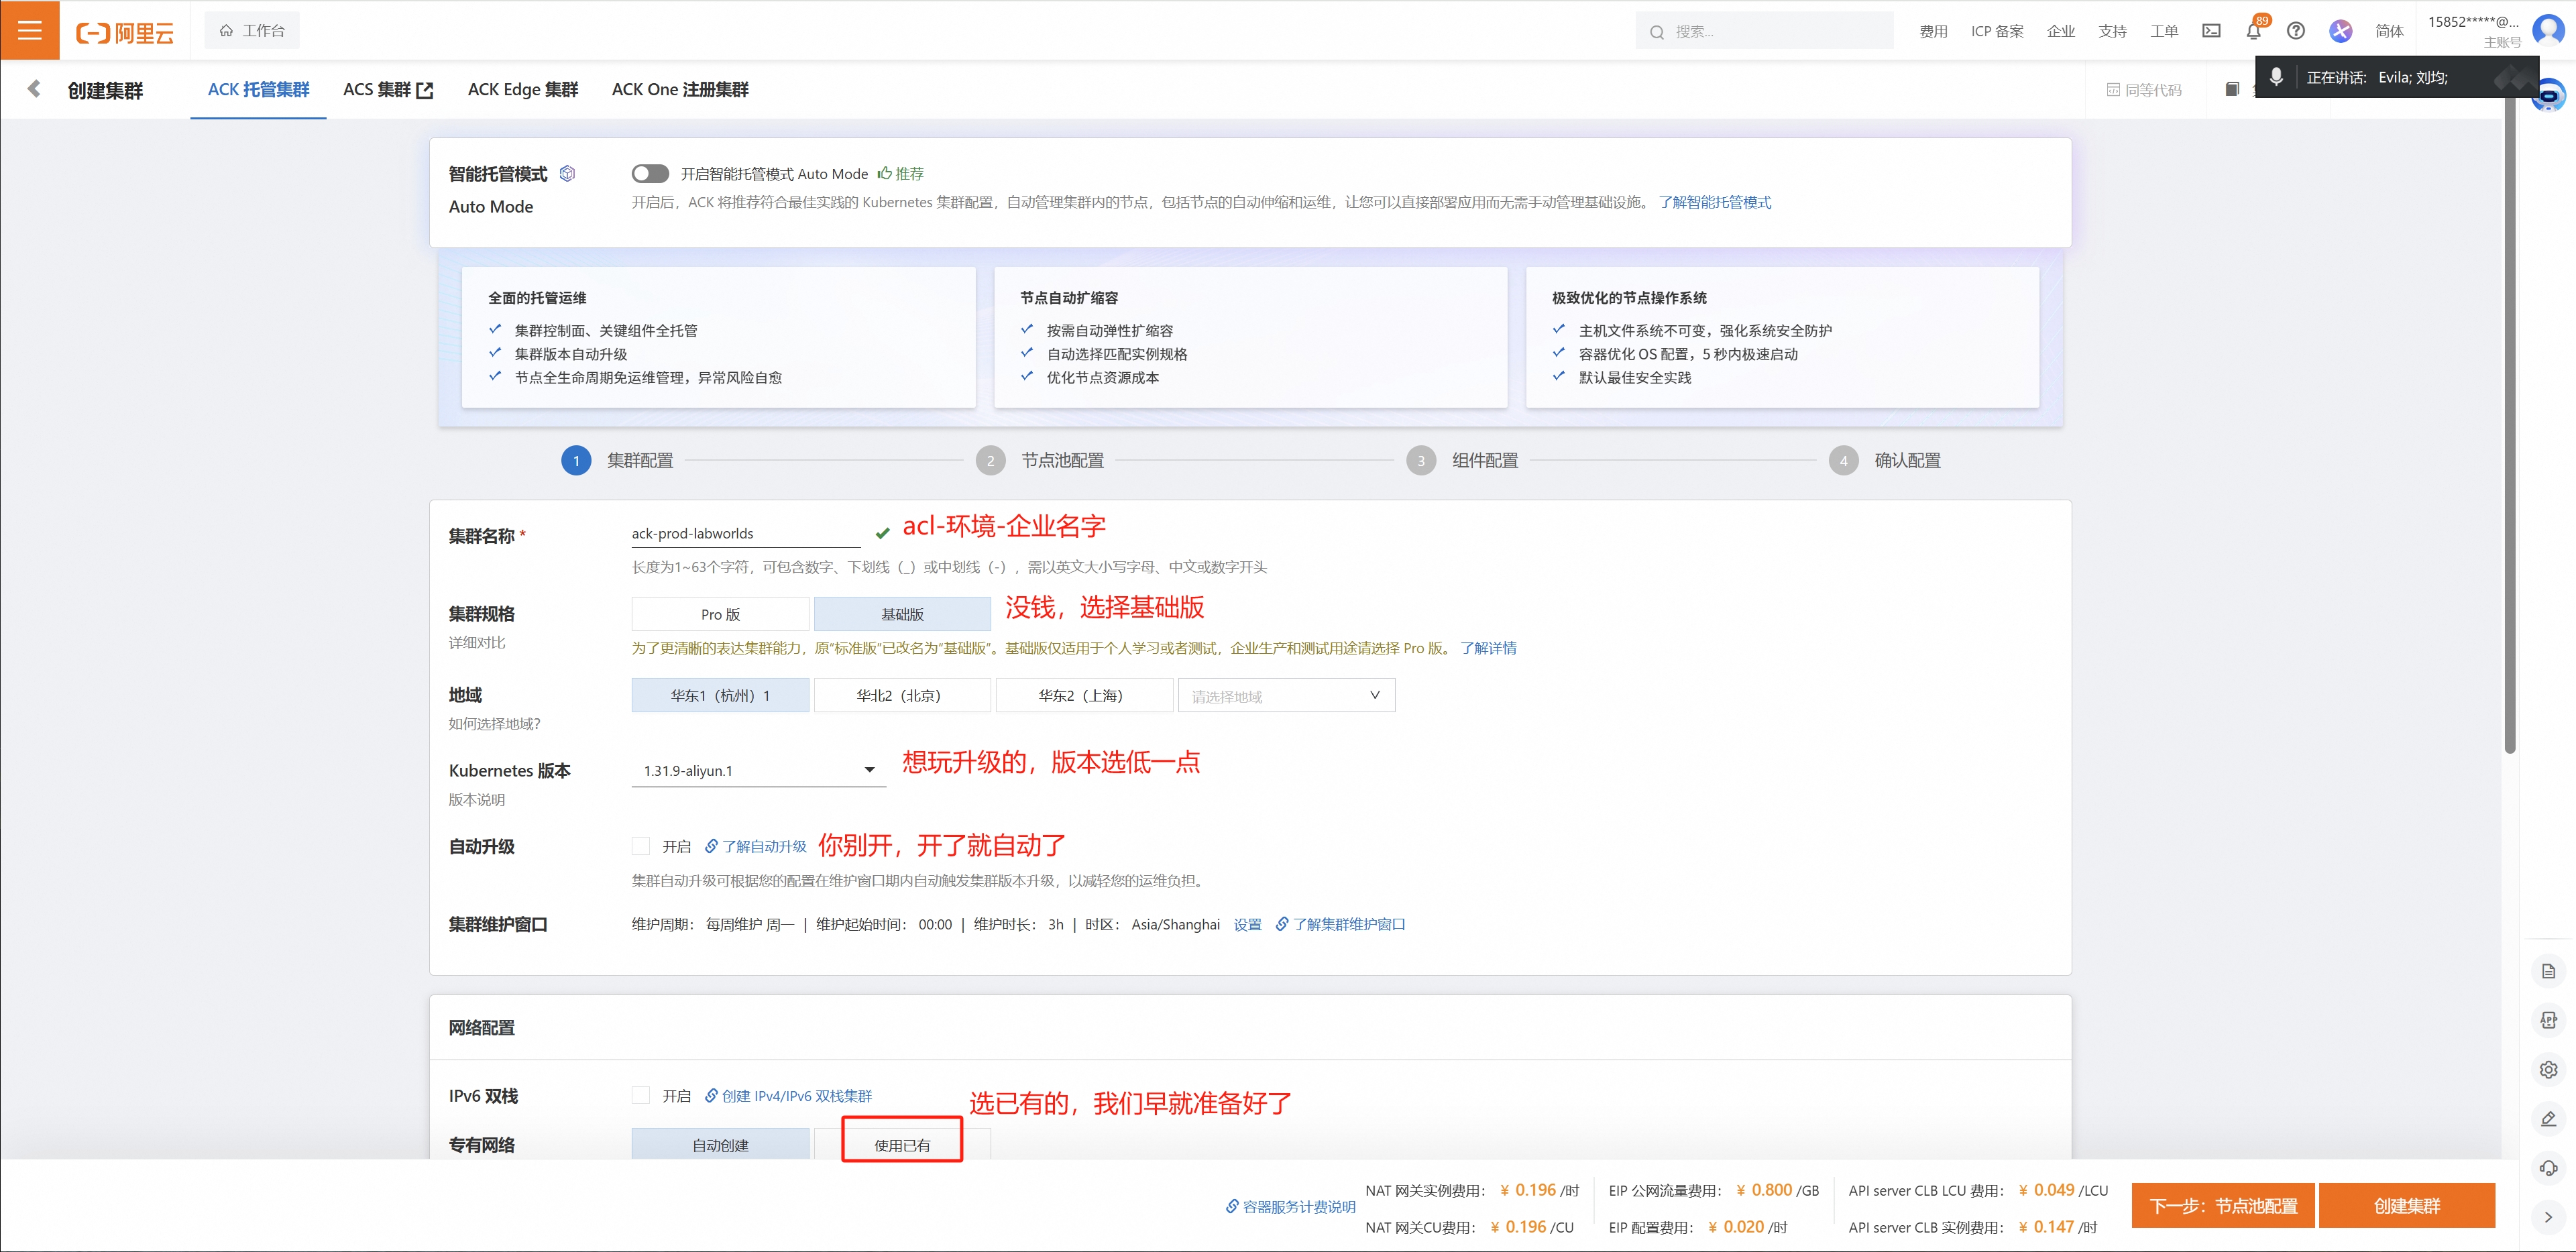 阿里云
工作台
搜索...
费用 ICP 备案 企业 支持 工单 89 简体 15852*****@...
主账号
创建集群 ACK 托管集群 ACS 集群 ACK Edge 集群 ACK One 注册集群 同等代码
正在讲话: Evila; 刘均;
智能托管模式 开启智能托管模式 Auto Mode 推荐
Auto Mode 开启后，ACK 将推荐符合最佳实践的 Kubernetes 集群配置，自动管理集群内的节点，包括节点的自动伸缩和运维，让您可以直接部署应用而无需手动管理基础设施。 了解智能托管模式
全面的托管运维
集群控制面、关键组件全托管
集群版本自动升级
节点全生命周期免运维管理，异常风险自愈
节点自动扩缩容
按需自动弹性扩缩容
自动选择匹配实例规格
优化节点资源成本
极致优化的节点操作系统
主机文件系统不可变，强化系统安全防护
容器优化 OS 配置，5 秒内极速启动
默认最佳安全实践
1 集群配置 2 节点池配置 3 组件配置 4 确认配置
集群名称 * ack-prod-labworlds acl-环境-企业名字
长度为1~63个字符，可包含数字、下划线（_）或中划线（-），需以英文大小写字母、中文或数字开头
集群规格 Pro 版 基础版 没钱，选择基础版
详细对比
为了更清晰的表达集群能力，原“标准版”已改名为“基础版”。基础版仅适用于个人学习或者测试，企业生产和测试用途请选择 Pro 版。 了解详情
地域 华东1（杭州）1 华北2（北京） 华东2（上海） 请选择地域
如何选择地域?
Kubernetes 版本 1.31.9-aliyun.1 想玩升级的，版本选低一点
版本说明
自动升级 开启 了解自动升级 你别开，开了就自动了
集群自动升级可根据您的配置在维护窗口期内自动触发集群版本升级，以减轻您的运维负担。
集群维护窗口 维护周期： 每周维护 周一 | 维护起始时间： 00:00 | 维护时长： 3h | 时区： Asia/Shanghai 设置 了解集群维护窗口
网络配置
IPv6 双栈 开启 创建 IPv4/IPv6 双栈集群 选已有的，我们早就准备好了
专有网络 自动创建 使用已有
APP
容器服务计费说明
NAT 网关实例费用： ¥ 0.196 /时 EIP 公网流量费用： ¥ 0.800 /GB API server CLB LCU 费用： ¥ 0.049 /LCU
NAT 网关CU费用： ¥ 0.196 /CU EIP 配置费用： ¥ 0.020 /时 API server CLB 实例费用： ¥ 0.147 /时
下一步：节点池配置 创建集群